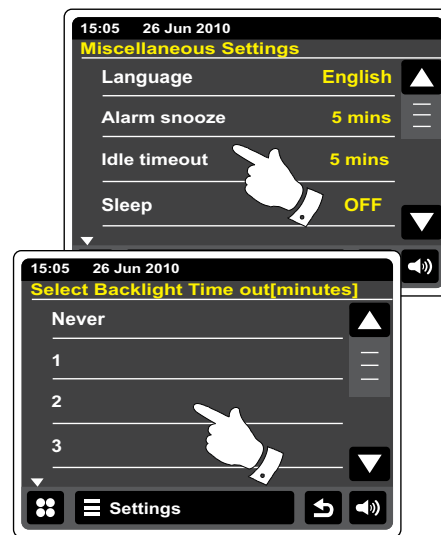 15:05 26 Jun 2010
Miscellaneous Settings
Language English
Alarm snooze 5 mins
Idle timeout 5 mins
Sleep OFF
15:05 26 Jun 2010
Select Backlight Time out[minutes]
Never
1
2
3
Settings